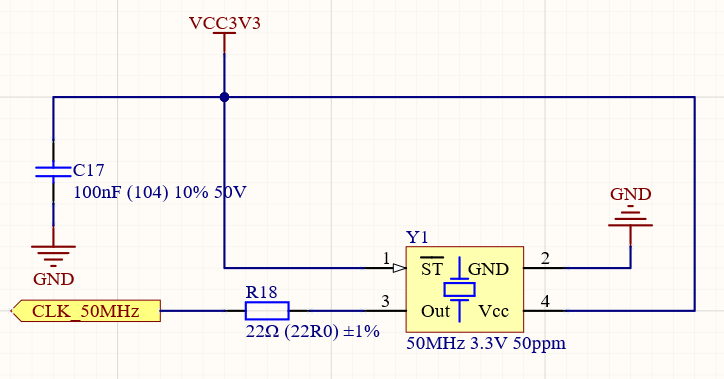 VCC3V3
C17
100nF (104) 10% 50V
GND
GND
Y1
1
ST
GND
2
3
Out
Vcc
4
50MHz 3.3V 50ppm
R18
22Ω (22R0) ±1%
CLK_50MHz